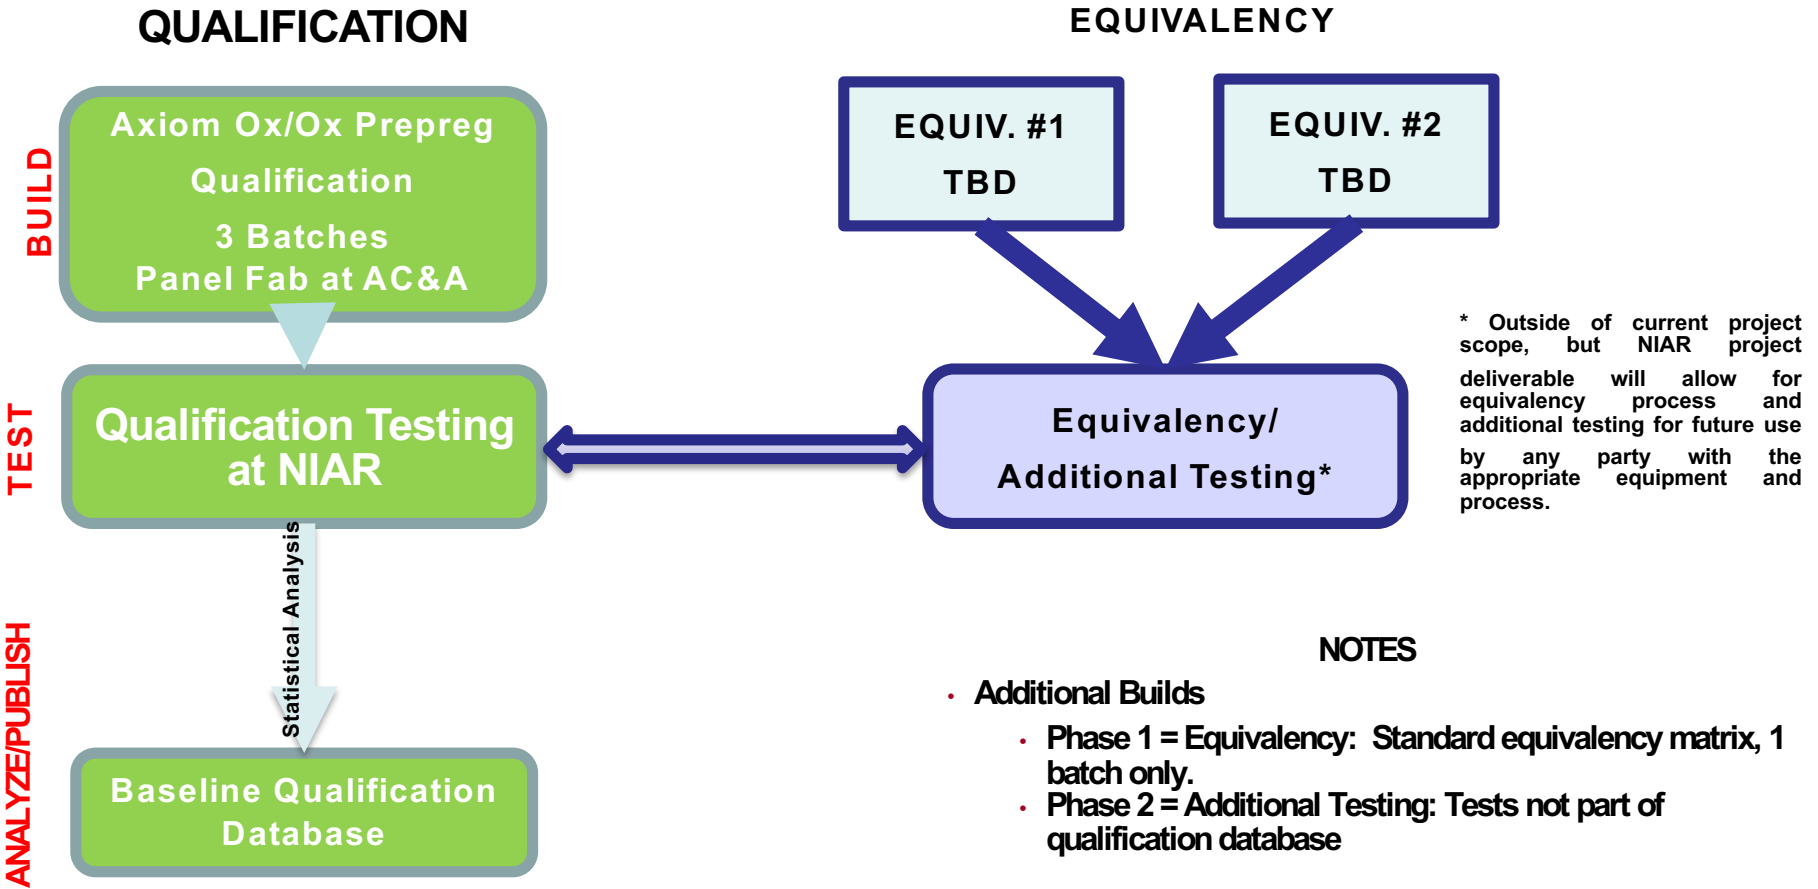 QUALIFICATION
EQUIVALENCY
BUILD
Axiom Ox/Ox Prepreg
Qualification
3 Batches
Panel Fab at AC&A
EQUIV. #1
TBD
EQUIV. #2
TBD
TEST
Qualification Testing
at NIAR
Equivalency/
Additional Testing*
* Outside of current project
scope, but NIAR project
deliverable will allow for
equivalency process and
additional testing for future use
by any party with the
appropriate equipment and
process.
Statistical Analysis
ANALYZE/PUBLISH
Baseline Qualification
Database
NOTES
• Additional Builds
• Phase 1 = Equivalency: Standard equivalency matrix, 1
batch only.
• Phase 2 = Additional Testing: Tests not part of
qualification database